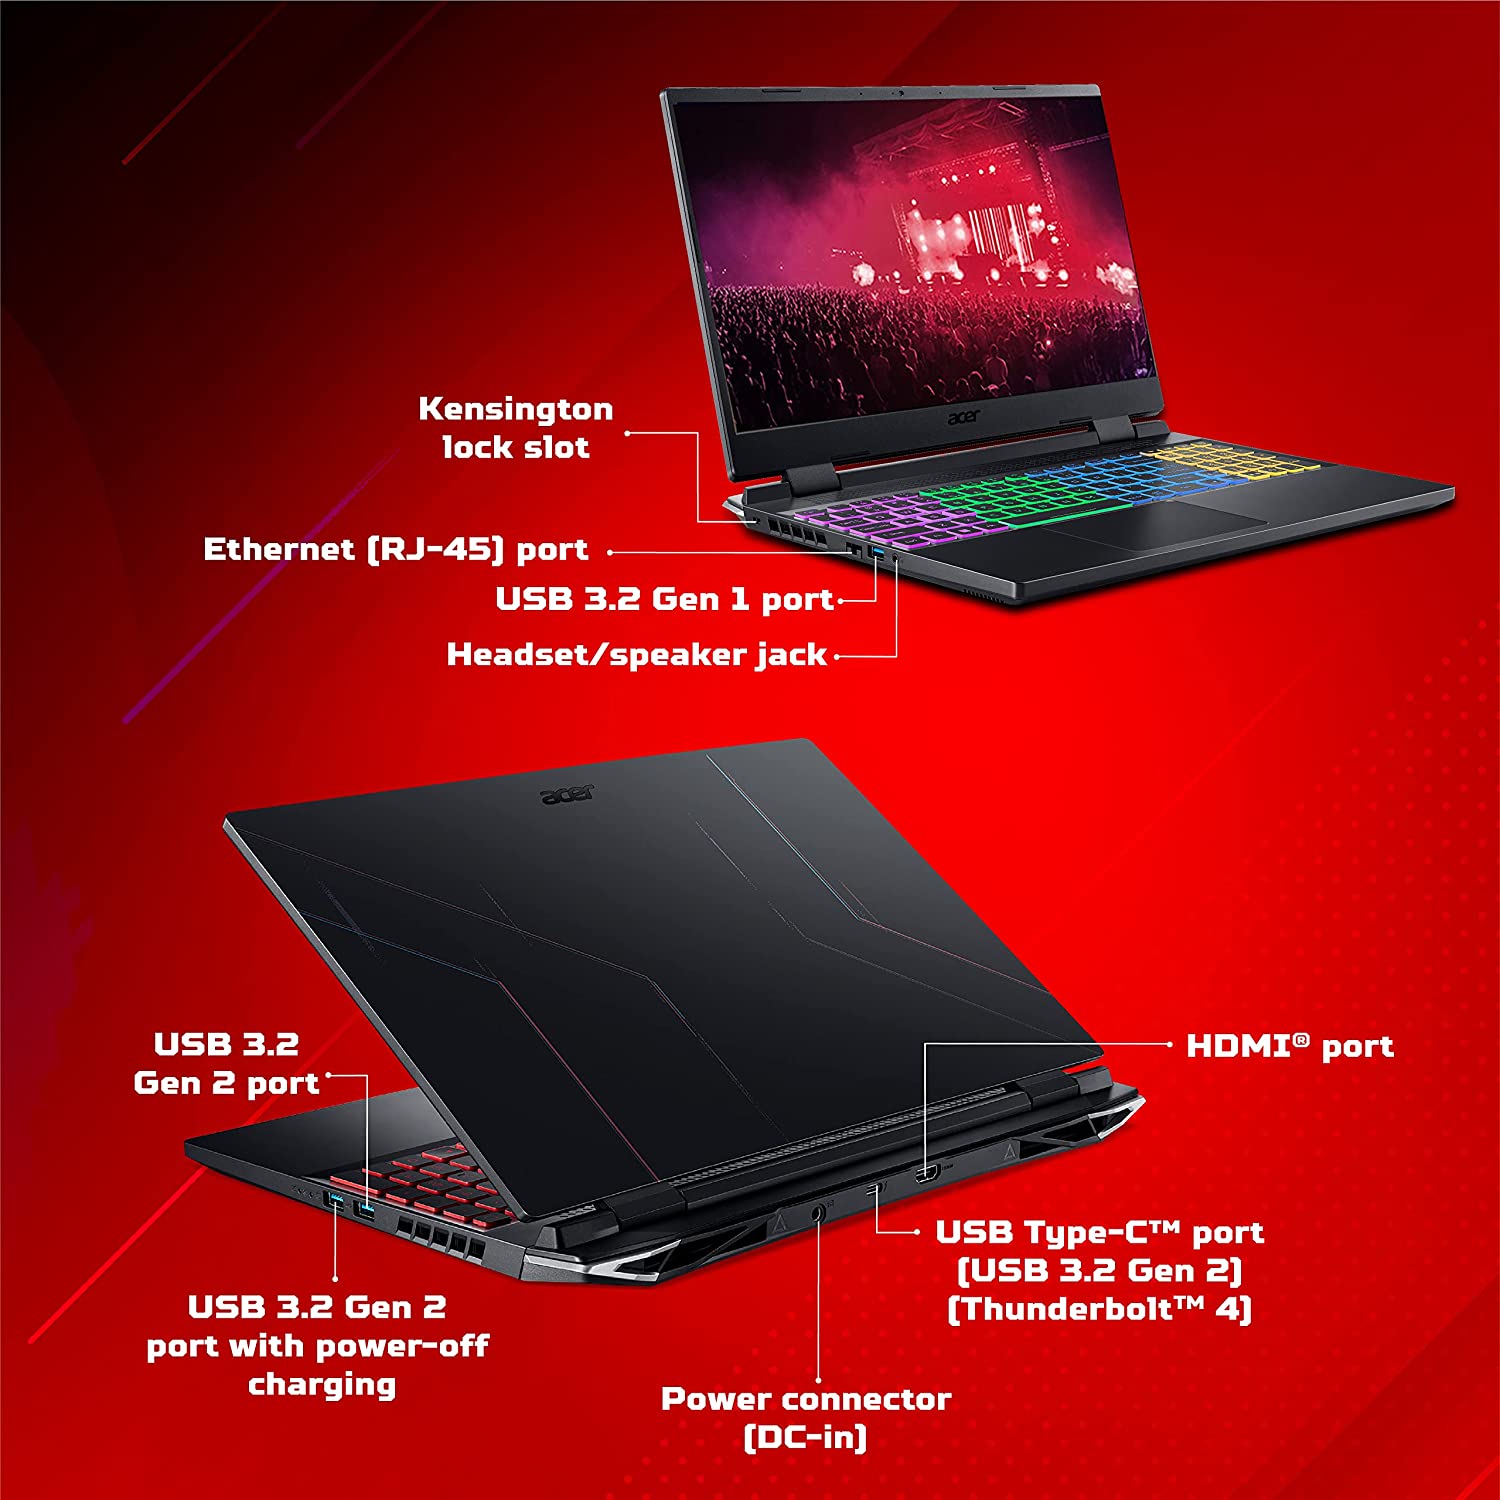 acer
Kensington
lock slot
Ethernet (RJ-45) port
USB 3.2 Gen 1 port
Headset/speaker jack
acer
USB 3.2
Gen 2 port
HDMI® port
USB Type-C™ port
(USB 3.2 Gen 2)
(Thunderbolt™ 4)
USB 3.2 Gen 2
port with power-off
charging
Power connector
(DC-in)